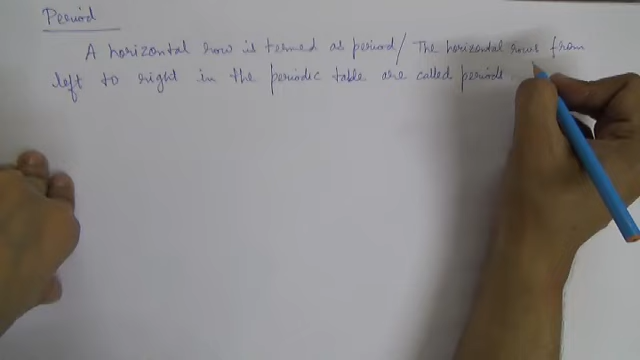 Period
A horizontal row is termed as period/ The horizontal rows from
left to right in the periodic table are called periods